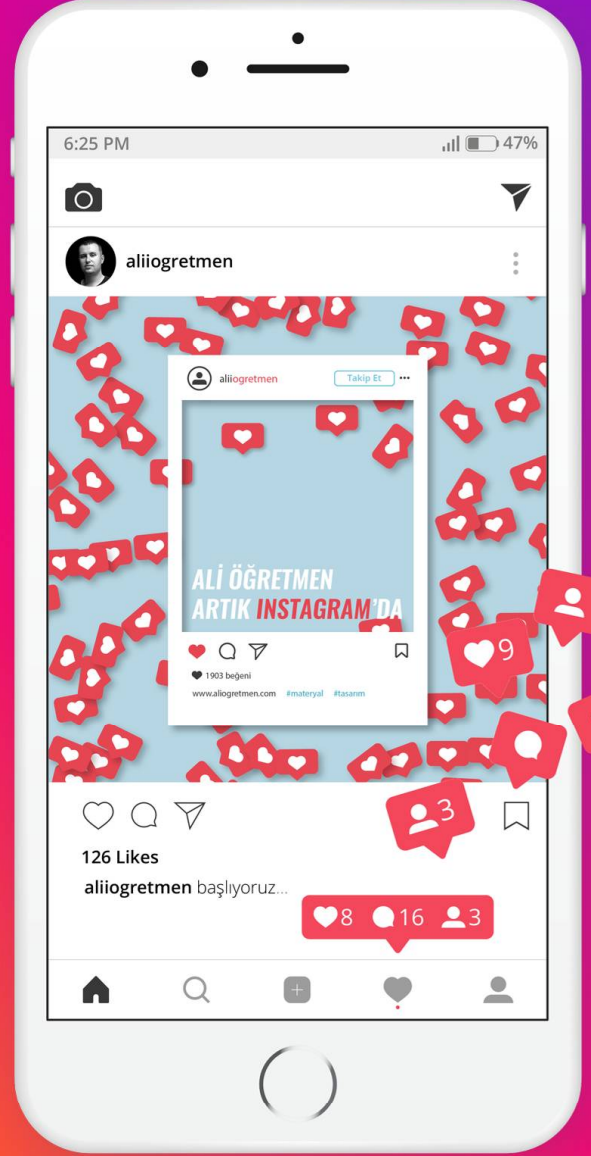 6:25 PM 47%
aliiogretmen
aliiogretmen Takip Et
ALİ ÖĞRETMEN
ARTIK INSTAGRAM'DA
1903 beğeni
www.aliogretmen.com #materyal #tasarım
9
3
126 Likes
aliiogretmen başlıyoruz...
8 16 3